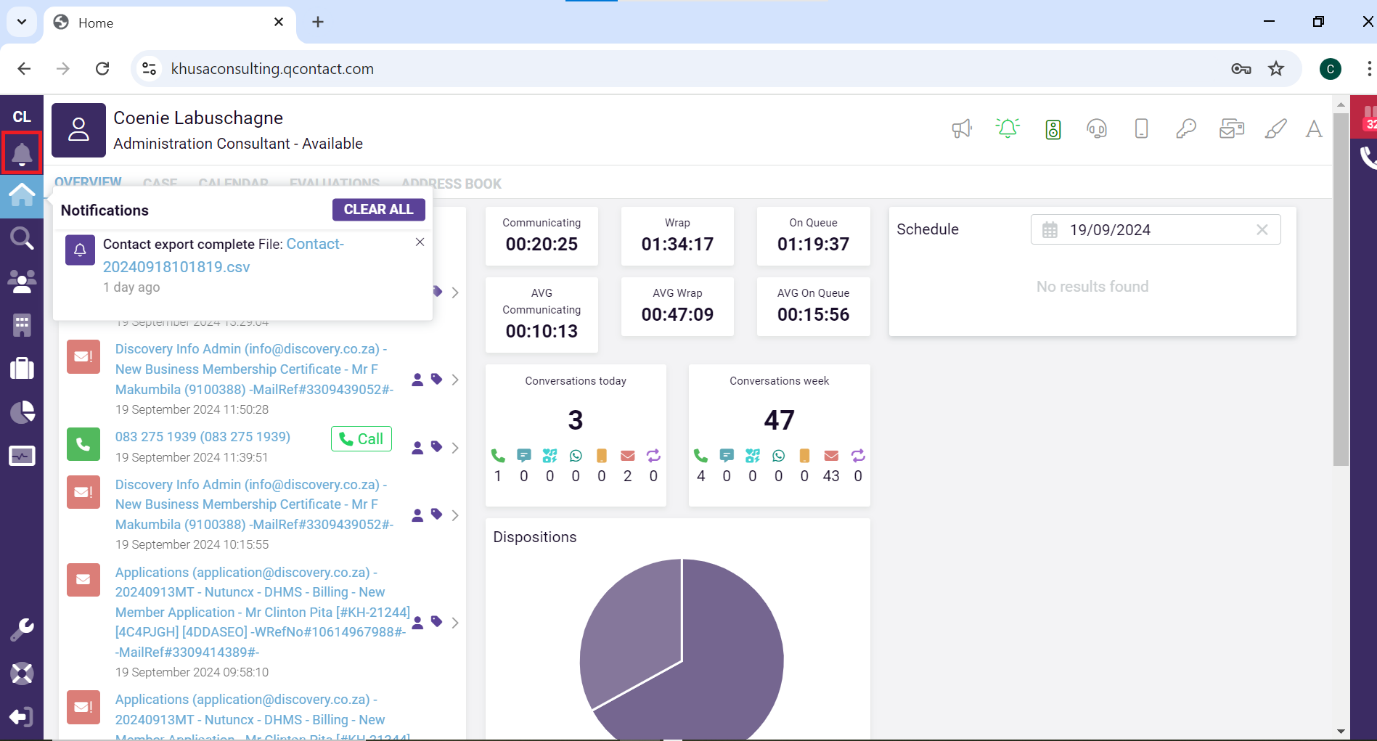 Home
khusaconsulting.qcontact.com
C
CL
Coenie Labuschagne
Administration Consultant - Available
A
32
OVERVIEW CASE CALENDAR EVALUATIONS ADDRESS BOOK
Notifications
CLEAR ALL
Contact export complete File: Contact-
20240918101819.csv
1 day ago
19 September 2024 13:29:04
Discovery Info Admin (info@discovery.co.za) -
New Business Membership Certificate - Mr F
Makumbila (9100388) -MailRef#3309439052#-
19 September 2024 11:50:28
083 275 1939 (083 275 1939)
Call
19 September 2024 11:39:51
Discovery Info Admin (info@discovery.co.za) -
New Business Membership Certificate - Mr F
Makumbila (9100388) -MailRef#3309439052#-
19 September 2024 10:15:55
Applications (application@discovery.co.za) -
20240913MT - Nutuncx - DHMS - Billing - New
Member Application - Mr Clinton Pita [#KH-21244]
[4C4PJGH] [4DDASEO] -WRefNo#10614967988#-
-MailRef#3309414389#-
19 September 2024 09:58:10
Applications (application@discovery.co.za) -
20240913MT - Nutuncx - DHMS - Billing - New
Member Application - Mr Clinton Pita [#KH-21244]
Communicating
00:20:25
Wrap
01:34:17
On Queue
01:19:37
AVG
Communicating
00:10:13
AVG Wrap
00:47:09
AVG On Queue
00:15:56
Conversations today
3
1 0 0 0 0 2 0
Conversations week
47
4 0 0 0 0 43 0
Dispositions
Schedule
19/09/2024
No results found